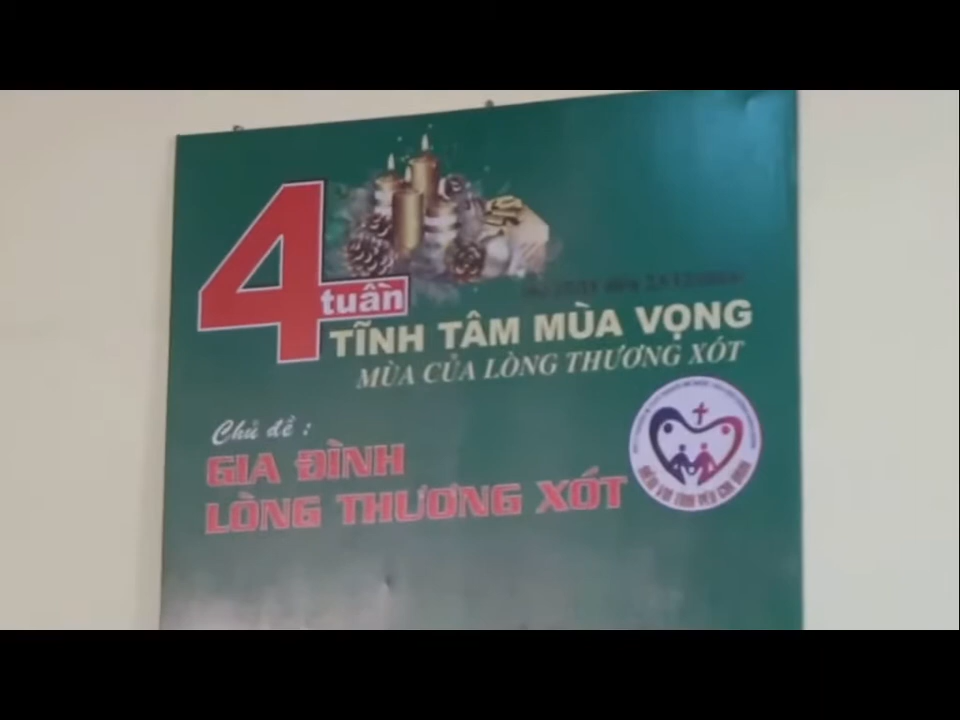 4
tuần
TĨNH TÂM MÙA VỌNG
MÙA CỦA LÒNG THƯƠNG XÓT
Chủ đề :
GIA ĐÌNH
LÒNG THƯƠNG XÓT